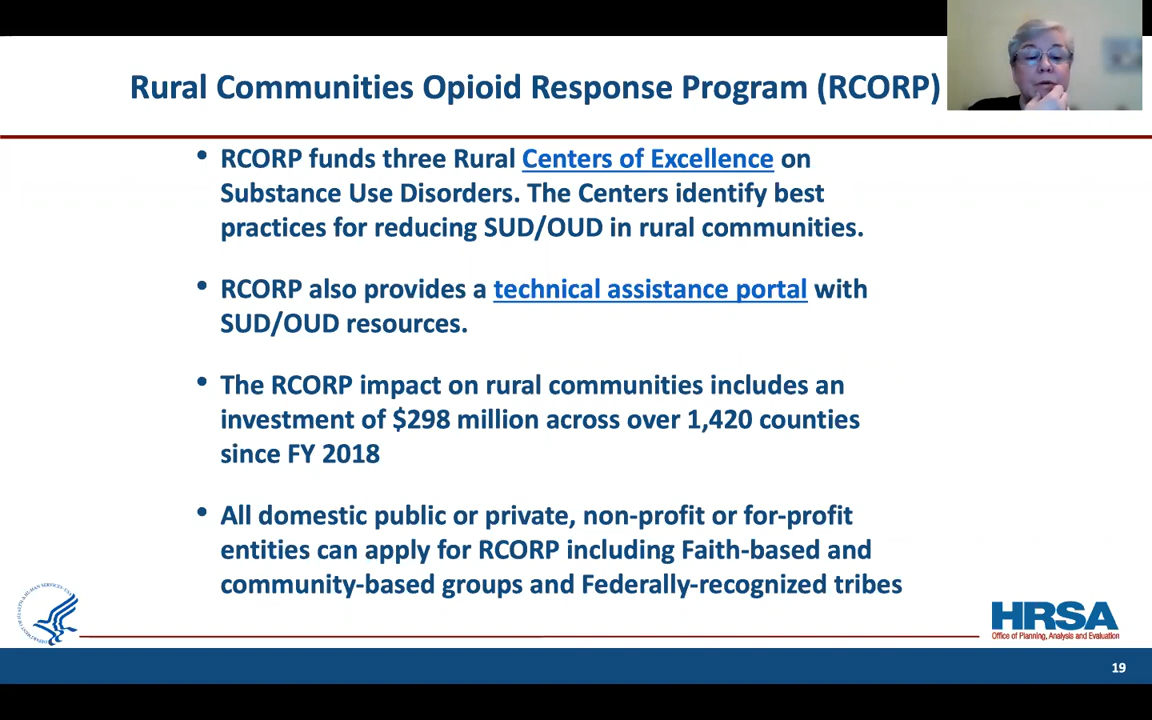 Rural Communities Opioid Response Program (RCORP)
• RCORP funds three Rural Centers of Excellence on
Substance Use Disorders. The Centers identify best
practices for reducing SUD/OUD in rural communities.
• RCORP also provides a technical assistance portal with
SUD/OUD resources.
• The RCORP impact on rural communities includes an
investment of $298 million across over 1,420 counties
since FY 2018
• All domestic public or private, non-profit or for-profit
entities can apply for RCORP including Faith-based and
community-based groups and Federally-recognized tribes
HRSA
Office of Planning, Analysis and Evaluation
19